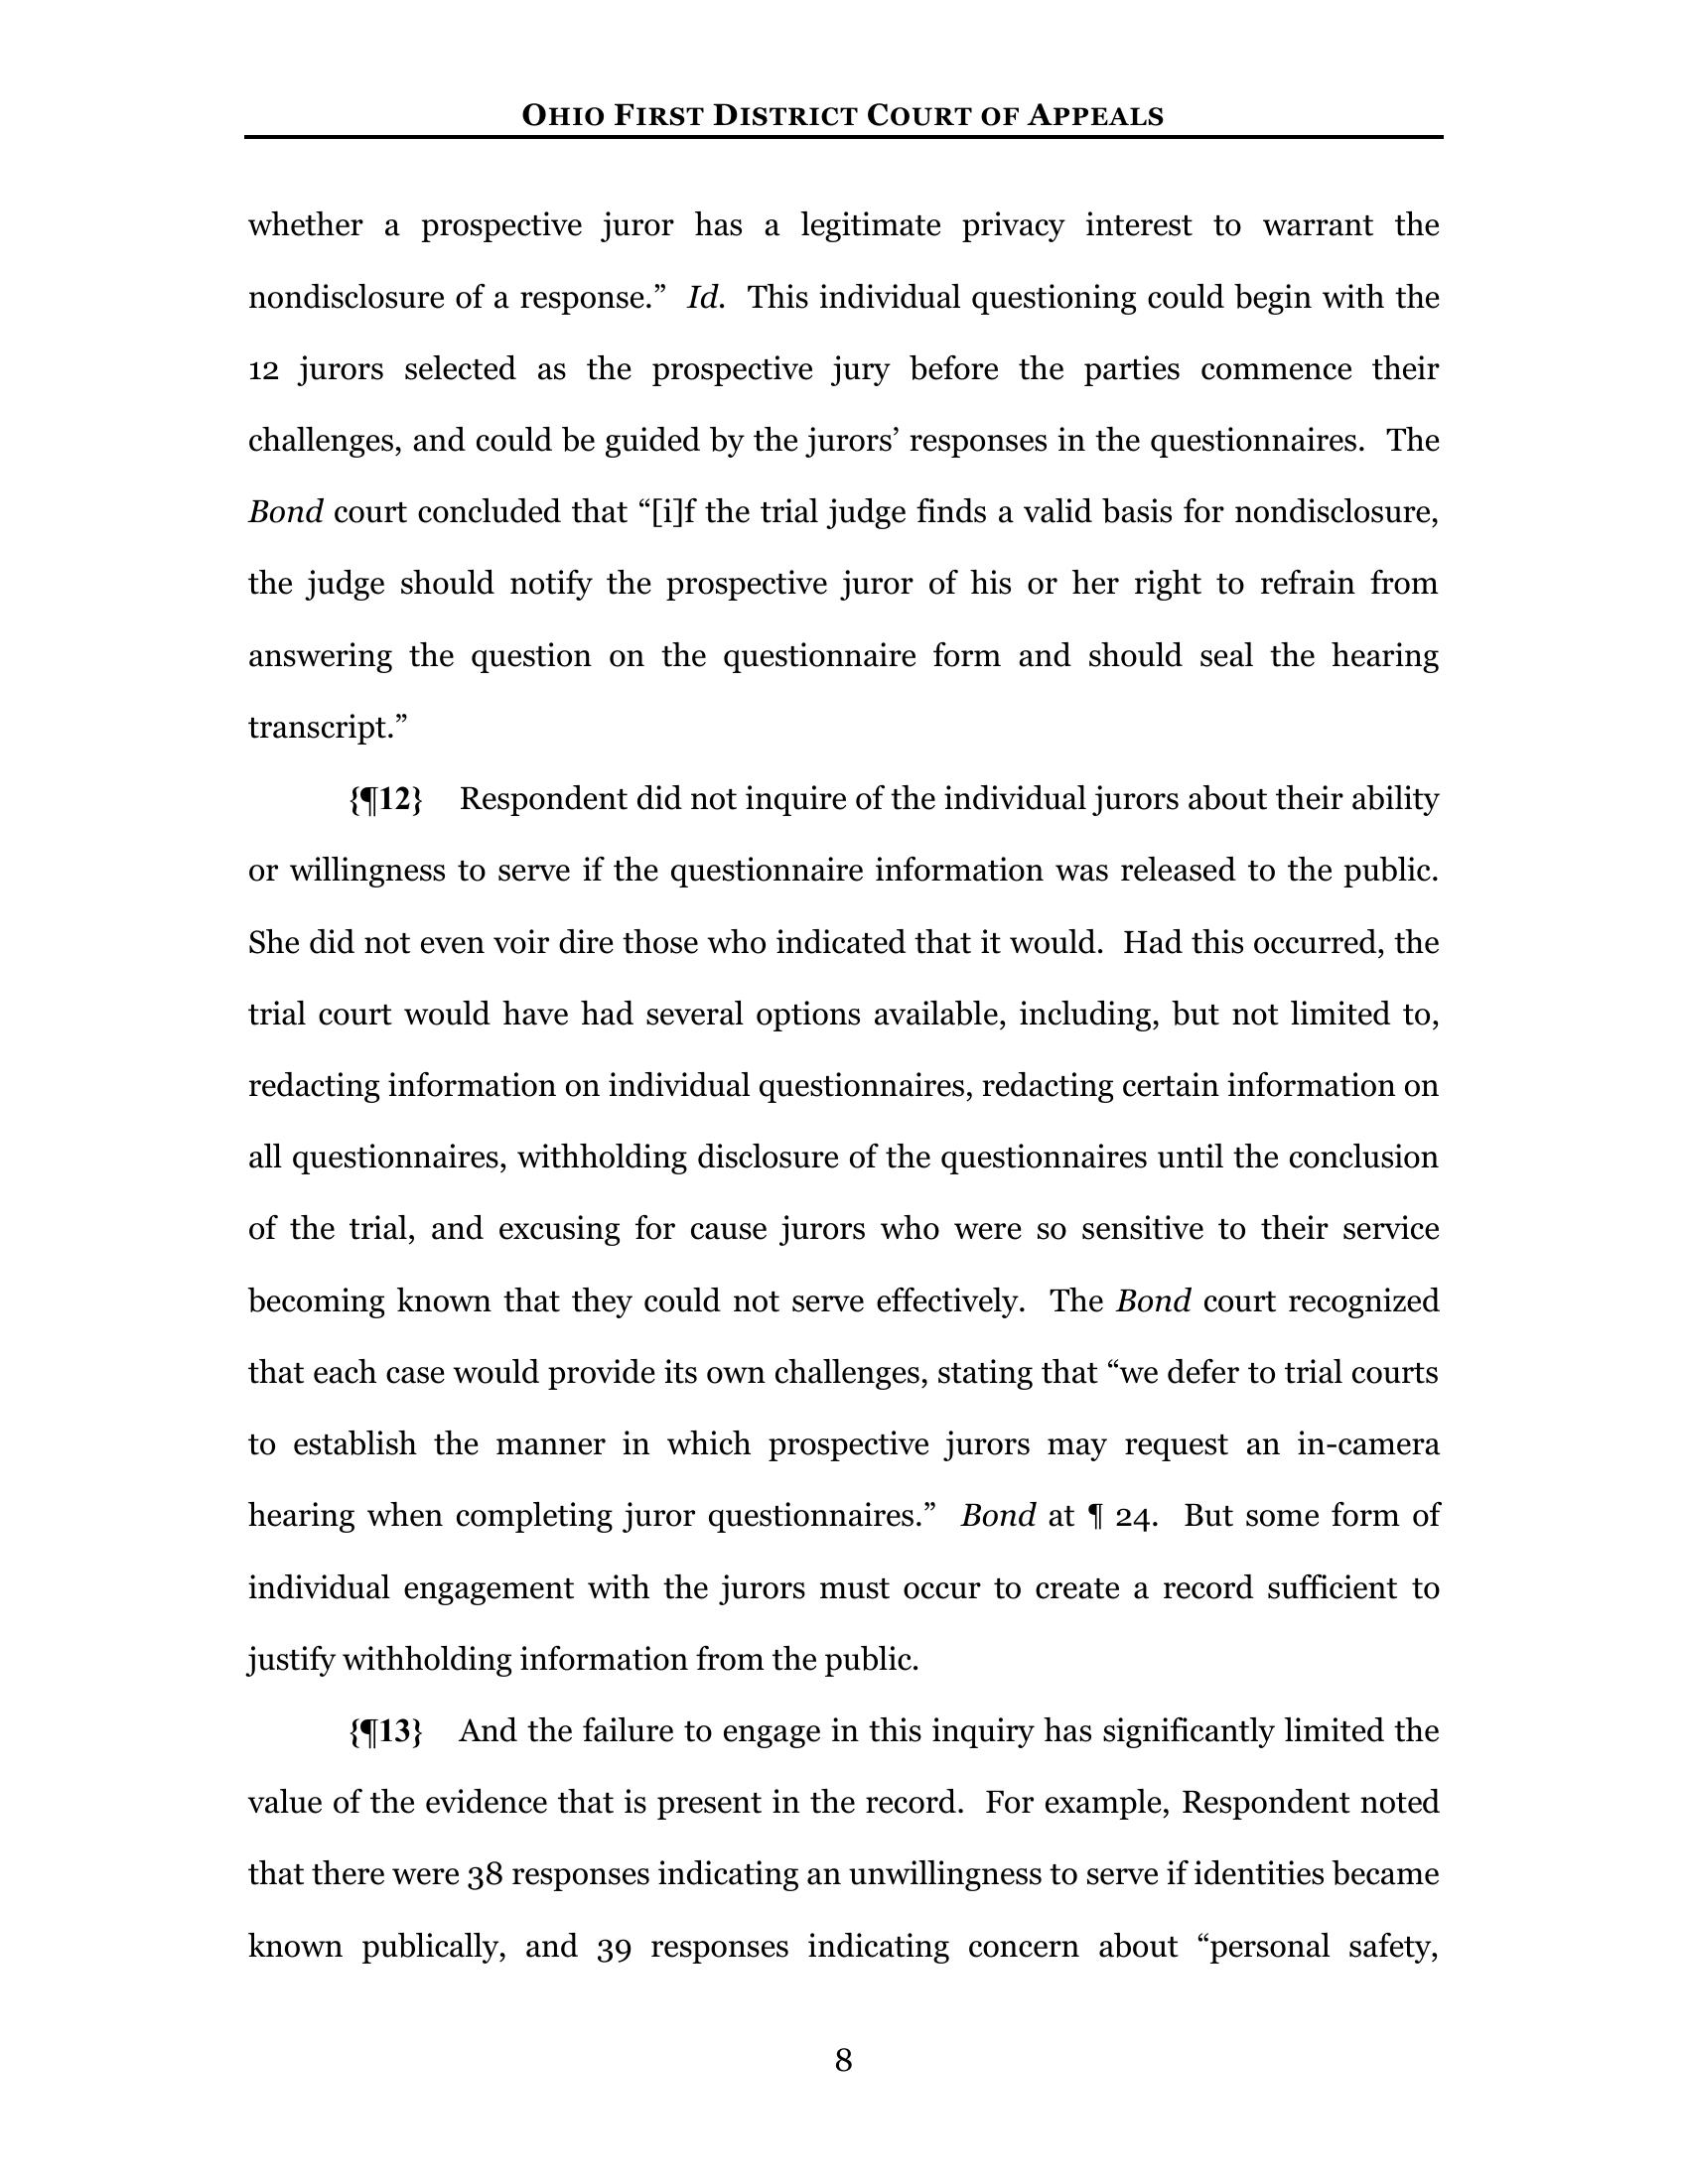 OHIO FIRST DISTRICT COURT OF APPEALS
whether a prospective juror has a legitimate privacy interest to warrant the
nondisclosure of a response.” Id. This individual questioning could begin with the
12 jurors selected as the prospective jury before the parties commence their
challenges, and could be guided by the jurors’ responses in the questionnaires. The
Bond court concluded that “[i]f the trial judge finds a valid basis for nondisclosure,
the judge should notify the prospective juror of his or her right to refrain from
answering the question on the questionnaire form and should seal the hearing
transcript.”
{¶12} Respondent did not inquire of the individual jurors about their ability
or willingness to serve if the questionnaire information was released to the public.
She did not even voir dire those who indicated that it would. Had this occurred, the
trial court would have had several options available, including, but not limited to,
redacting information on individual questionnaires, redacting certain information on
all questionnaires, withholding disclosure of the questionnaires until the conclusion
of the trial, and excusing for cause jurors who were so sensitive to their service
becoming known that they could not serve effectively. The Bond court recognized
that each case would provide its own challenges, stating that “we defer to trial courts
to establish the manner in which prospective jurors may request an in-camera
hearing when completing juror questionnaires.” Bond at ¶ 24. But some form of
individual engagement with the jurors must occur to create a record sufficient to
justify withholding information from the public.
{¶13} And the failure to engage in this inquiry has significantly limited the
value of the evidence that is present in the record. For example, Respondent noted
that there were 38 responses indicating an unwillingness to serve if identities became
known publically, and 39 responses indicating concern about “personal safety,
8